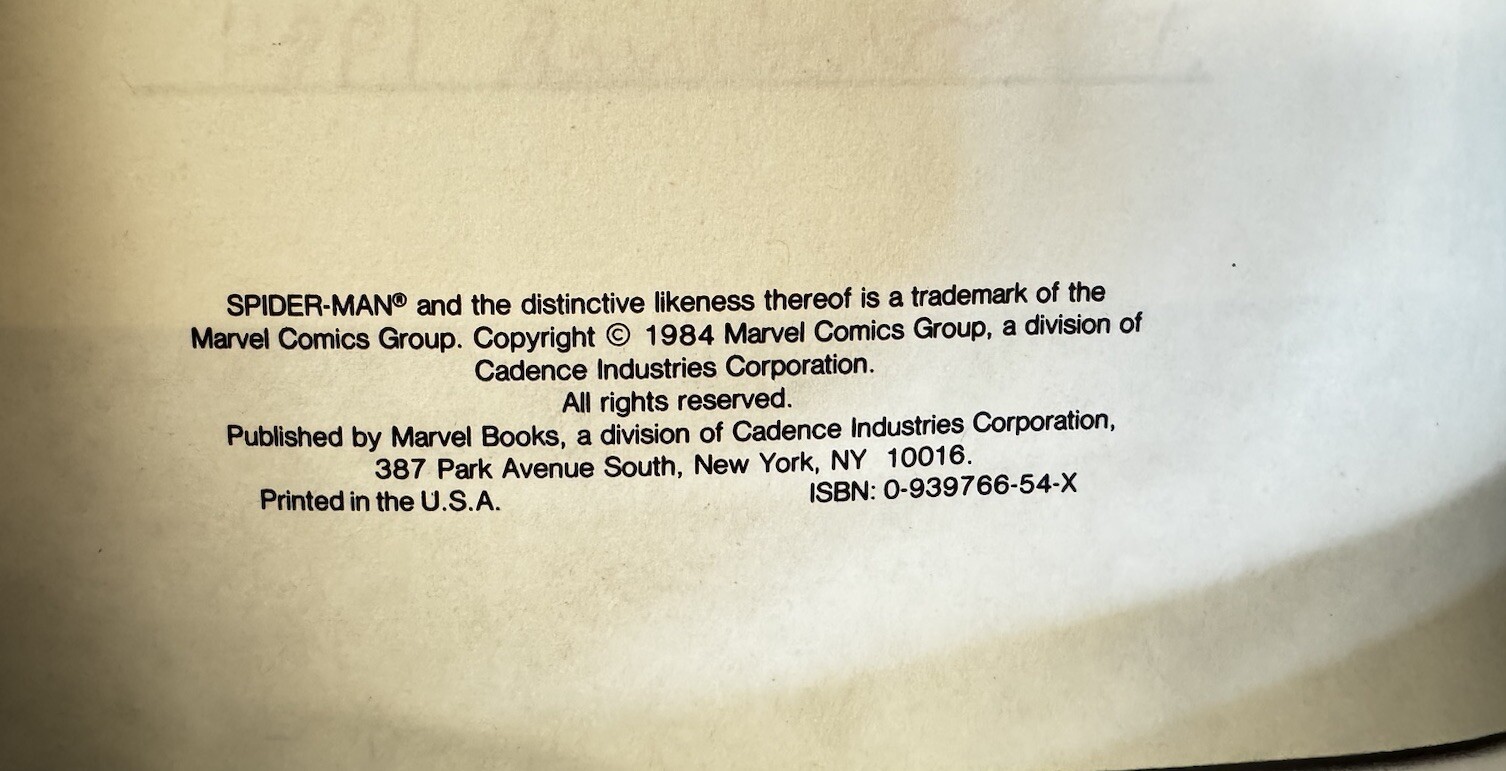 SPIDER-MAN® and the distinctive likeness thereof is a trademark of the
Marvel Comics Group. Copyright © 1984 Marvel Comics Group, a division of
Cadence Industries Corporation.
All rights reserved.
Published by Marvel Books, a division of Cadence Industries Corporation,
387 Park Avenue South, New York, NY 10016.
Printed in the U.S.A. ISBN: 0-939766-54-X